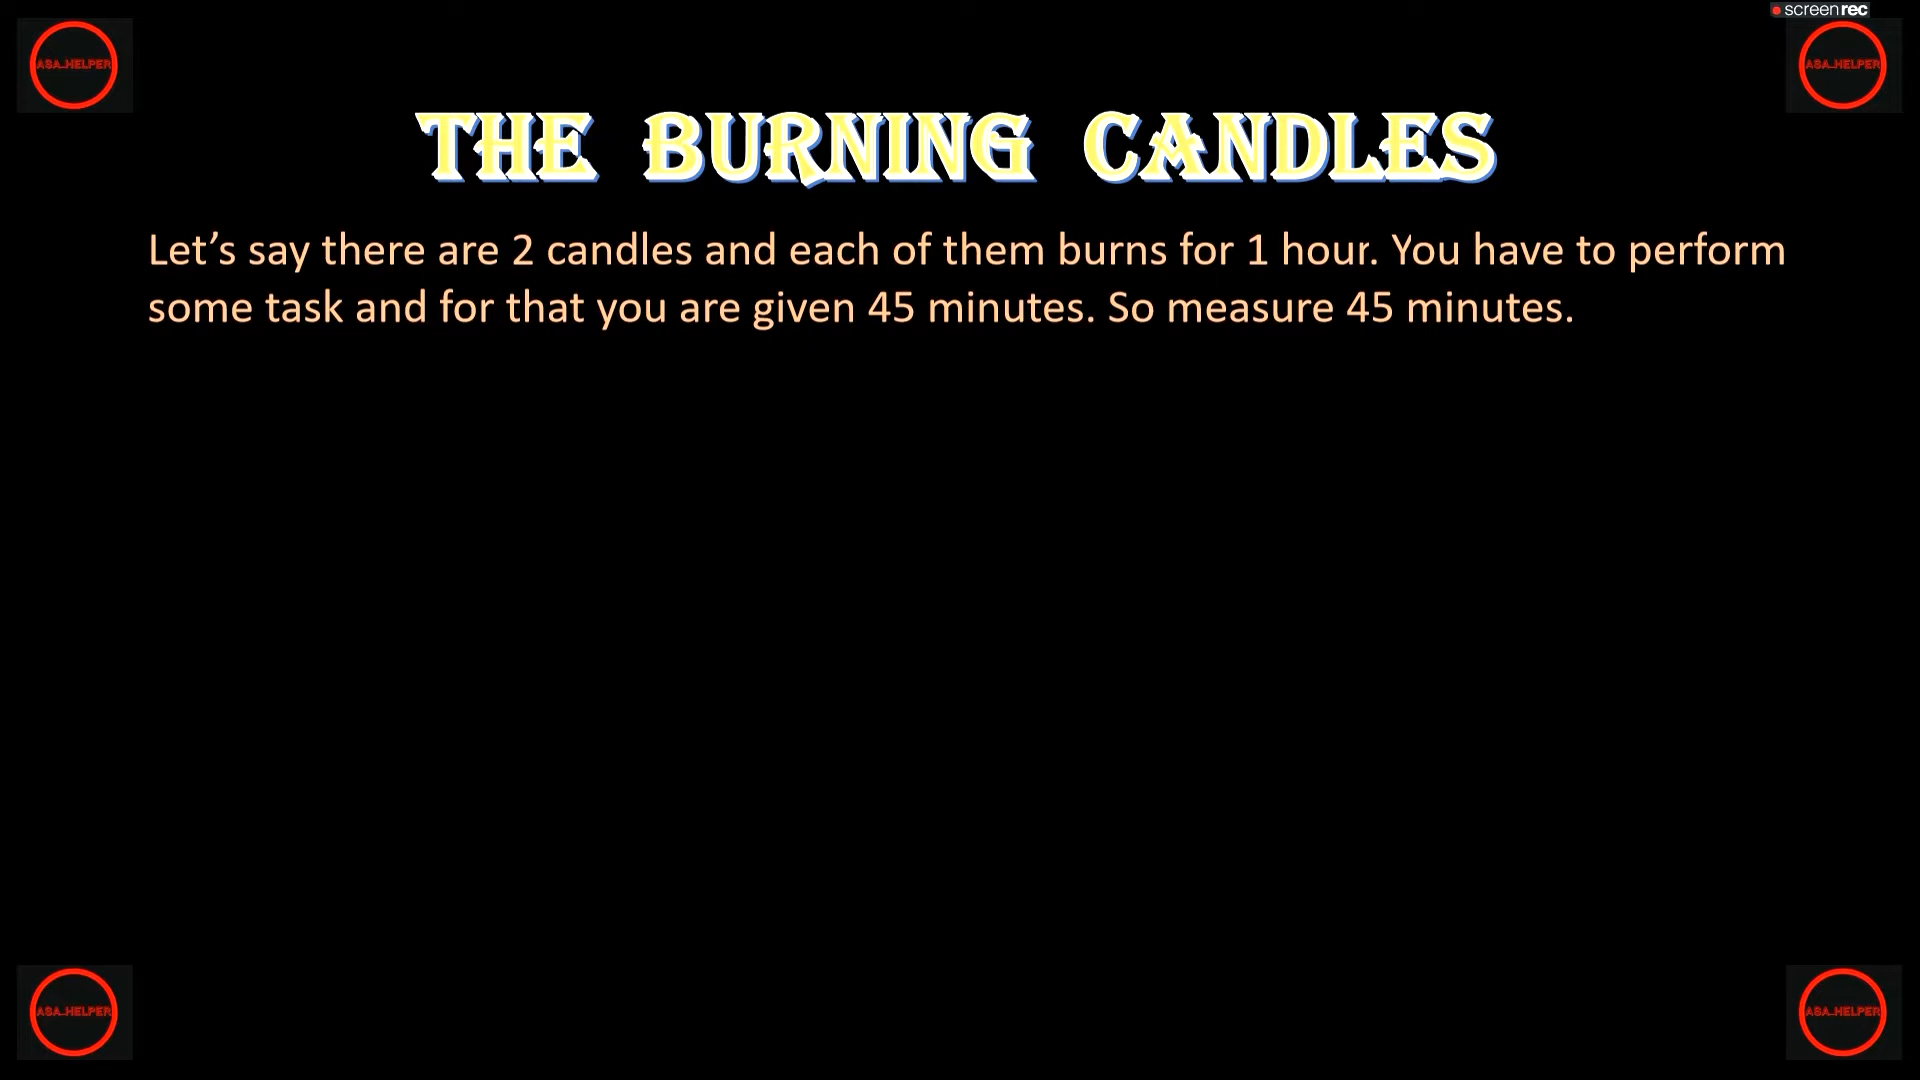 screenrec
ASA_HELPER
ASA_HELPER
THE BURNING CANDLES
Let’s say there are 2 candles and each of them burns for 1 hour. You have to perform
some task and for that you are given 45 minutes. So measure 45 minutes.
ASA_HELPER
ASA_HELPER